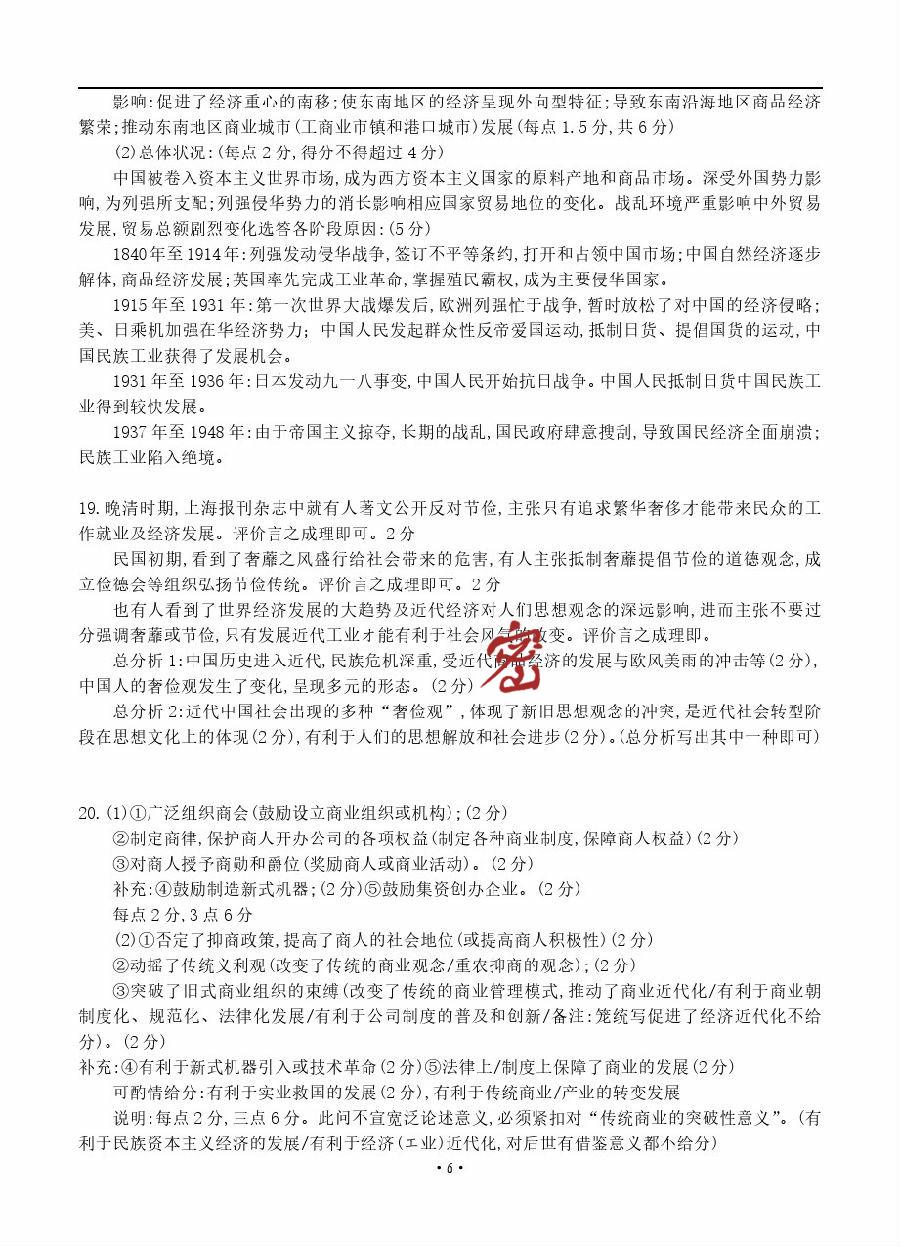 影响:促进了经济重心的南移;使东南地区的经济呈现外向型特征;导致东南沿海地区商品经济
繁荣;推动东南地区商业城市(工商业市镇和港口城市)发展(每点1.5分,共6分)
(2)总体状况:(每点2分,得分不得超过4分)
中国被卷入资本主义世界市场,成为西方资本主义国家的原料产地和商品市场。深受外国势力影
响,为列强所支配;列强侵华势力的消长影响相应国家贸易地位的变化。战乱环境严重影响中外贸易
发展,贸易总额剧烈变化选答各阶段原因:(5分)
1840年至1914年:列强发动侵华战争,签订不平等条约,打开和占领中国市场;中国自然经济逐步
解体,商品经济发展;英国率先完成工业革命,掌握殖民霸权,成为主要侵华国家。
1915年至1931年:第一次世界大战爆发后,欧洲列强忙于战争,暂时放松了对中国的经济侵略;
美、日乘机加强在华经济势力;中国人民发起群众性反帝爱国运动,抵制日货、提倡国货的运动,中
国民族工业获得了发展机会。
1931年至1936年:日本发动九一八事变,中国人民开始抗日战争。中国人民抵制日货中国民族工
业得到较快发展。
1937年至1948年:由于帝国主义掠夺,长期的战乱,国民政府肆意搜刮,导致国民经济全面崩溃;
民族工业陷入绝境。
19.晚清时期,上海报刊杂志中就有人著文公开反对节俭,主张只有追求繁华奢侈才能带来民众的工
作就业及经济发展。评价言之成理即可。2分
民国初期,看到了奢靡之风盛行给社会带来的危害,有人主张抵制奢靡提倡节俭的道德观念,成
立俭德会等组织弘扬节俭传统。评价言之成理即可。2分
也有人看到了世界经济发展的大趋势及近代经济对人们思想观念的深远影响,进而主张不要过
分强调奢靡或节俭,只有发展近代工业才能有利于社会风气的改变。评价言之成理即。
总分析1:中国历史进入近代,民族危机深重,受近代商品经济的发展与欧风美雨的冲击等(2分),
中国人的奢俭观发生了变化,呈现多元的形态。(2分)
密
总分析2:近代中国社会出现的多种“奢俭观”,体现了新旧思想观念的冲突,是近代社会转型阶
段在思想文化上的体现(2分),有利于人们的思想解放和社会进步(2分)。(总分析写出其中一种即可)
20.(1)①广泛组织商会(鼓励设立商业组织或机构);(2分)
②制定商律,保护商人开办公司的各项权益(制定各种商业制度,保障商人权益)(2分)
③对商人授予商勋和爵位(奖励商人或商业活动)。(2分)
补充:④鼓励制造新式机器;(2分)⑤鼓励集资创办企业。(2分)
每点2分,3点6分
(2)①否定了抑商政策,提高了商人的社会地位(或提高商人积极性)(2分)
②动摇了传统义利观(改变了传统的商业观念/重农抑商的观念);(2分)
③突破了旧式商业组织的束缚(改变了传统的商业管理模式,推动了商业近代化/有利于商业朝
制度化、规范化、法律化发展/有利于公司制度的普及和创新/备注:笼统写促进了经济近代化不给
分)。(2分)
补充:④有利于新式机器引入或技术革命(2分)⑤法律上/制度上保障了商业的发展(2分)
可酌情给分:有利于实业救国的发展(2分),有利于传统商业/产业的转变发展
说明:每点2分,三点6分。此问不宜宽泛论述意义,必须紧扣对“传统商业的突破性意义”。(有
利于民族资本主义经济的发展/有利于经济(工业)近代化,对后世有借鉴意义都不给分)
·6·